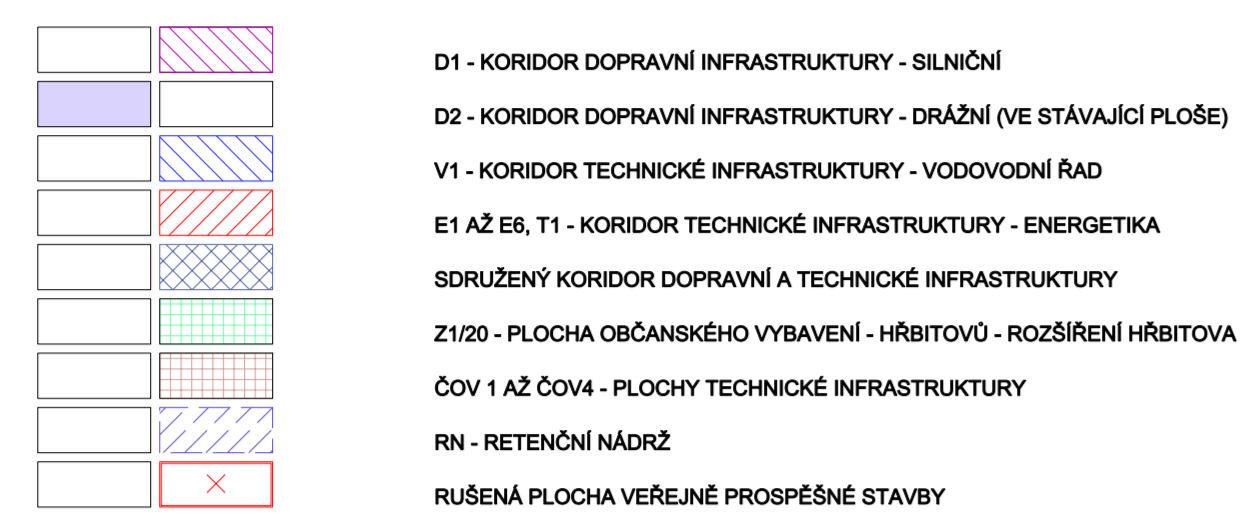 D1 - KORIDOR DOPRAVNÍ INFRASTRUKTURY - SILNIČNÍ
D2 - KORIDOR DOPRAVNÍ INFRASTRUKTURY - DRÁŽNÍ (VE STÁVAJÍCÍ PLOŠE)
V1 - KORIDOR TECHNICKÉ INFRASTRUKTURY - VODOVODNÍ ŘAD
E1 AŽ E6, T1 - KORIDOR TECHNICKÉ INFRASTRUKTURY - ENERGETIKA
SDRUŽENÝ KORIDOR DOPRAVNÍ A TECHNICKÉ INFRASTRUKTURY
Z1/20 - PLOCHA OBČANSKÉHO VYBAVENÍ - HŘBITOVŮ - ROZŠÍŘENÍ HŘBITOVA
ČOV 1 AŽ ČOV4 - PLOCHY TECHNICKÉ INFRASTRUKTURY
RN - RETENČNÍ NÁDRŽ
RUŠENÁ PLOCHA VEŘEJNĚ PROSPĚŠNÉ STAVBY